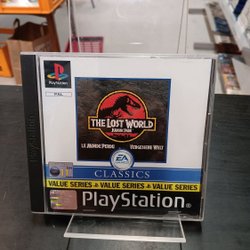 PlayStation
PAL
THE LOST WORLD
JURASSIC PARK
LE MONDE PERDU
VERGESSENE WELT
EA
CLASSICS
VALUE SERIES VALUE SERIES VALUE SERIES
PlayStation